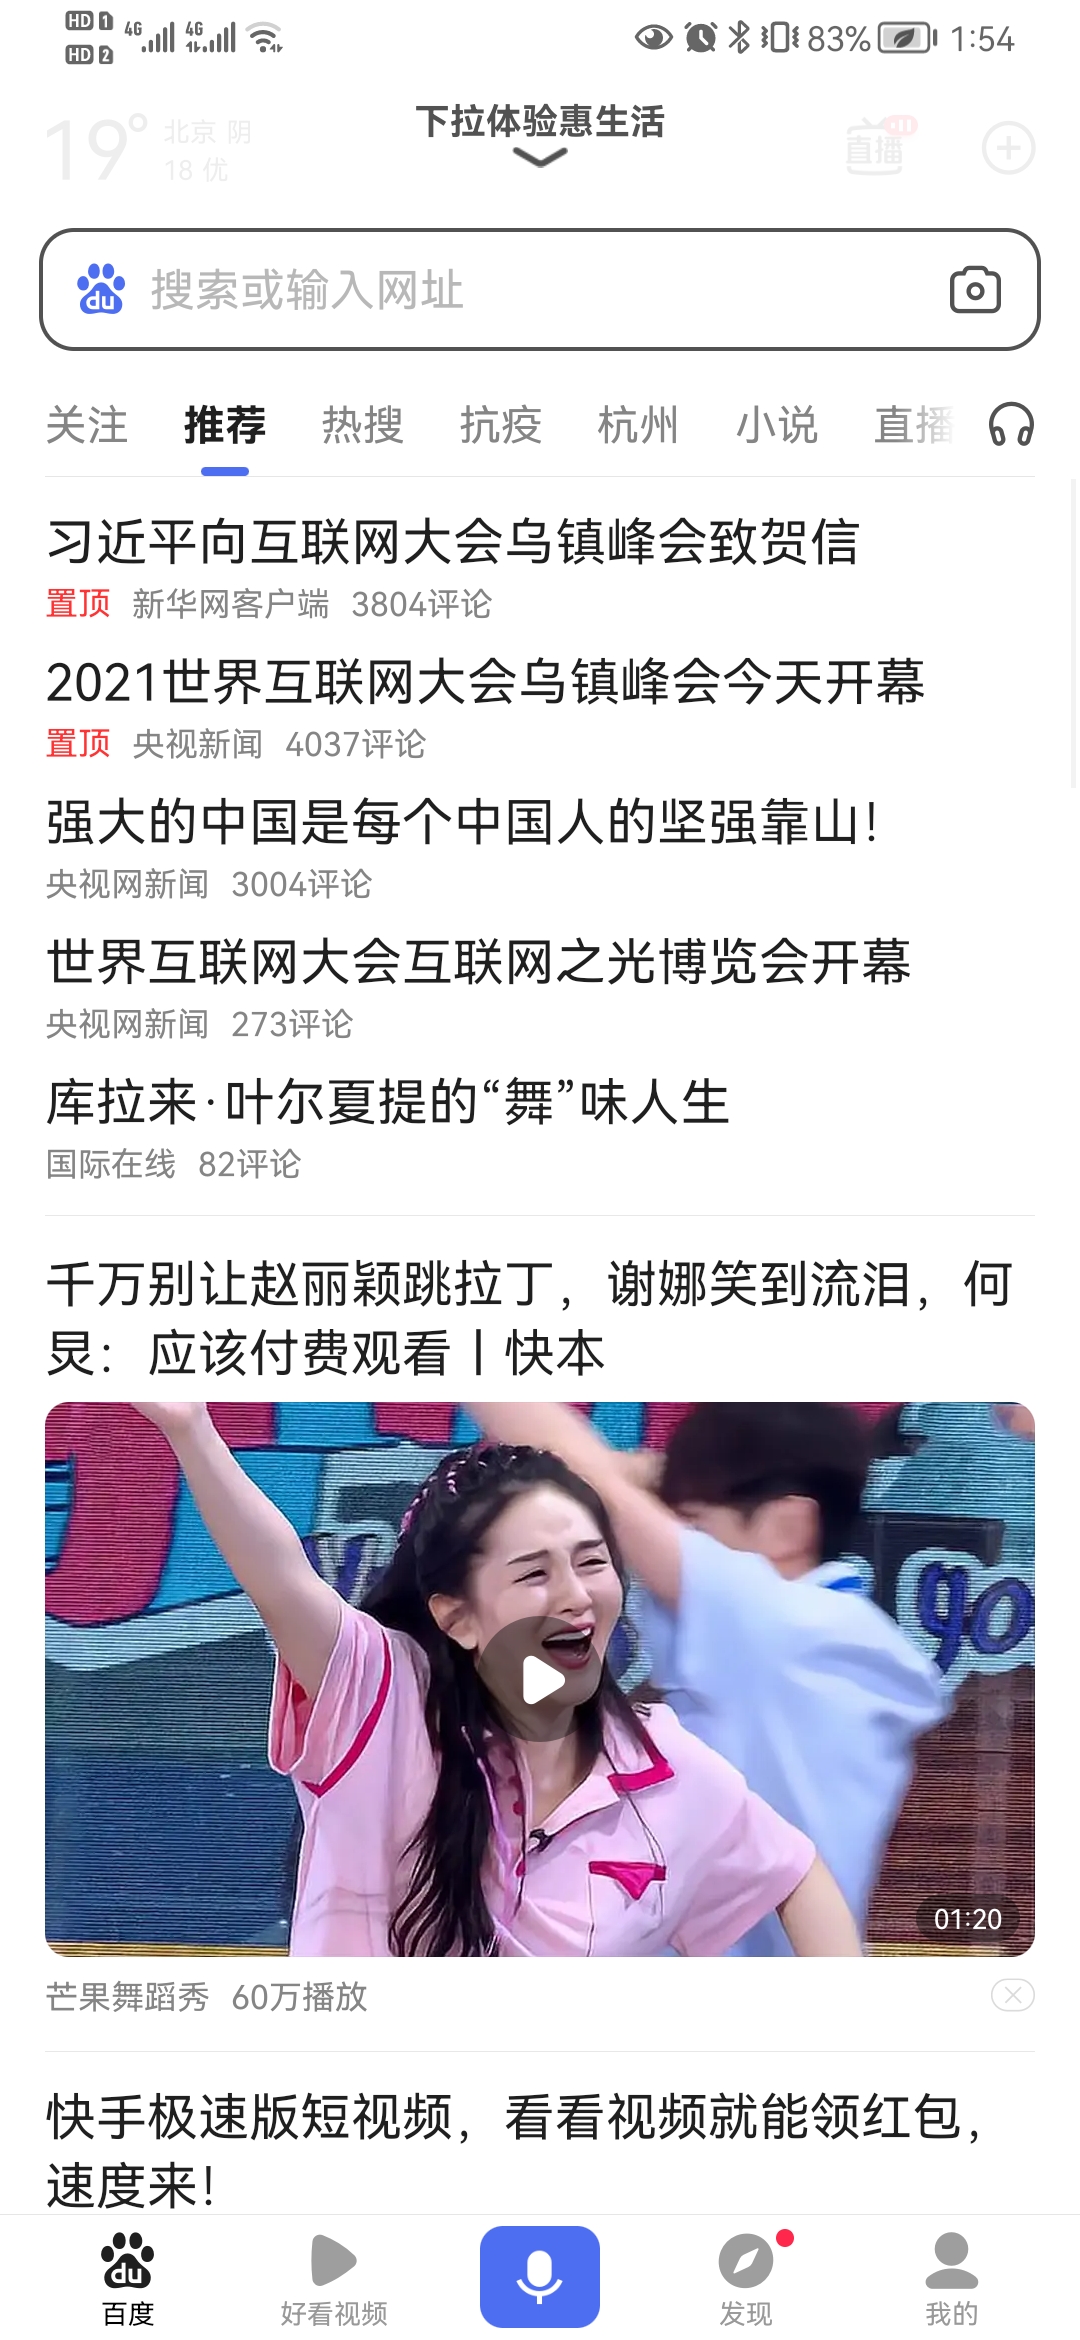 HD 1 4G 4G 83% 1:54
HD 2
下拉体验惠生活
19° 北京 阴 直播
18 优
du 搜索或输入网址
关注 推荐 热搜 抗疫 杭州 小说 直播
习近平向互联网大会乌镇峰会致贺信
置顶 新华网客户端 3804评论
2021世界互联网大会乌镇峰会今天开幕
置顶 央视新闻 4037评论
强大的中国是每个中国人的坚强靠山！
央视网新闻 3004评论
世界互联网大会互联网之光博览会开幕
央视网新闻 273评论
库拉来·叶尔夏提的“舞”味人生
国际在线 82评论
千万别让赵丽颖跳拉丁，谢娜笑到流泪，何
炅：应该付费观看丨快本
go
01:20
芒果舞蹈秀 60万播放
快手极速版短视频，看看视频就能领红包，
速度来！
du
百度 好看视频 发现 我的